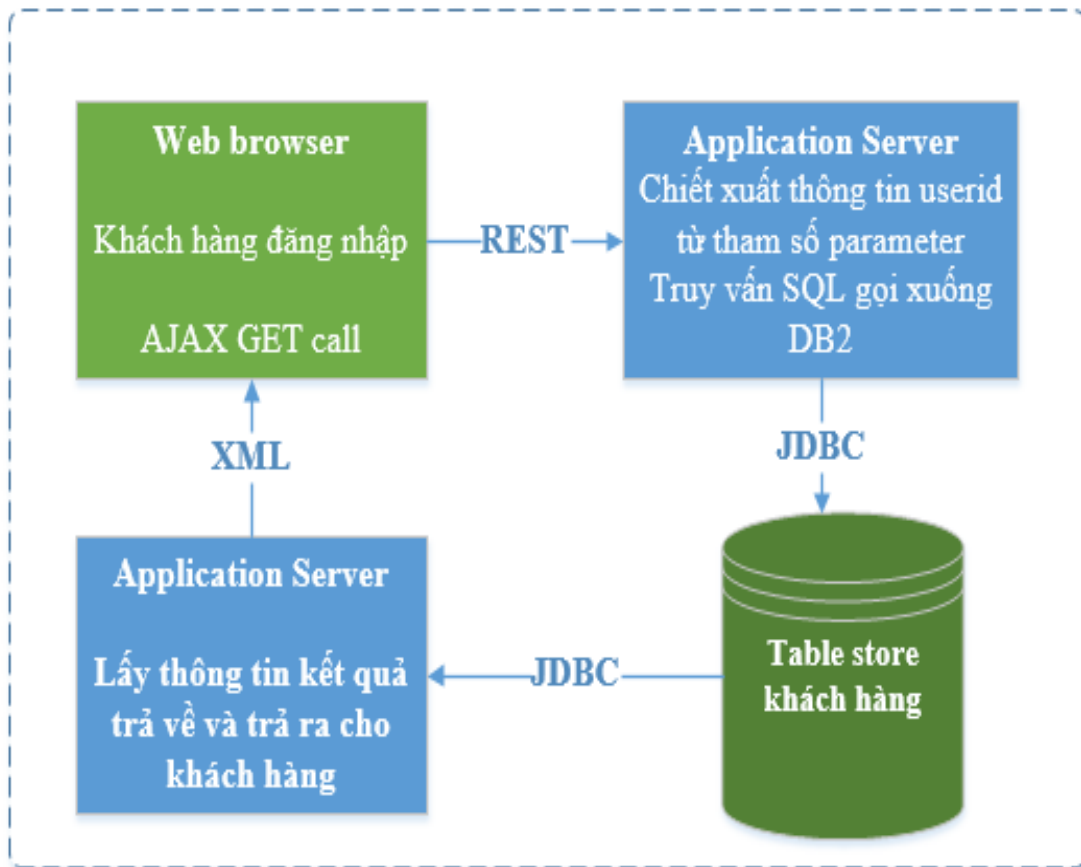 Web browser
Khách hàng đăng nhập
AJAX GET call
REST
Application Server
Chiết xuất thông tin userid
từ tham số parameter
Truy vấn SQL gọi xuống
DB2
JDBC
Table store
khách hàng
JDBC
Application Server
Lấy thông tin kết quả
trả về và trả ra cho
khách hàng
XML